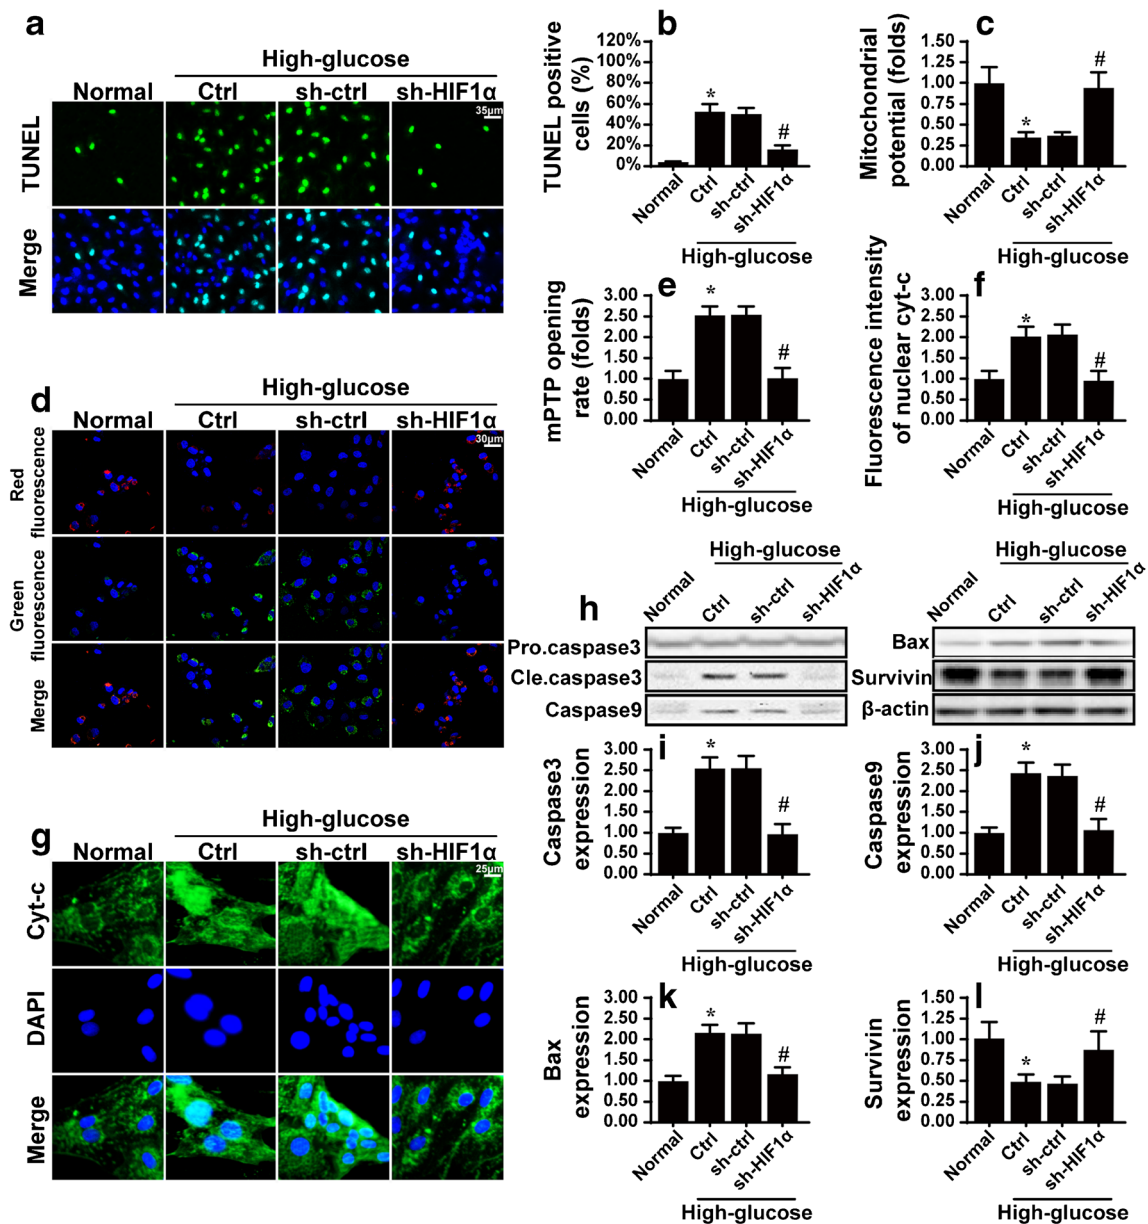 a
High-glucose
Normal Ctrl sh-ctrl sh-HIF1α
35μm
TUNEL
Merge
b
TUNEL positive
cells (%)
120%
100%
80%
60%
40%
20%
0%
*
#
Normal Ctrl sh-ctrl sh-HIF1α
High-glucose
c
Mitochondrial
potential (folds)
1.50
1.25
1.00
0.75
0.50
0.25
0.00
*
#
Normal Ctrl sh-ctrl sh-HIF1α
High-glucose
d
High-glucose
Normal Ctrl sh-ctrl sh-HIF1α
30μm
Red
fluorescence
Green
fluorescence
Merge
e
mPTP opening
rate (folds)
3.00
2.50
2.00
1.50
1.00
0.50
0.00
*
#
Normal Ctrl sh-ctrl sh-HIF1α
High-glucose
f
Fluorescence intensity
of nuclear cyt-c
3.00
2.50
2.00
1.50
1.00
0.50
0.00
*
#
Normal Ctrl sh-ctrl sh-HIF1α
High-glucose
g
High-glucose
Normal Ctrl sh-ctrl sh-HIF1α
25μm
Cyt-c
DAPI
Merge
h
High-glucose
Normal Ctrl sh-ctrl sh-HIF1α
Pro.caspase3
Cle.caspase3
Caspase9
High-glucose
Normal Ctrl sh-ctrl sh-HIF1α
Bax
Survivin
β-actin
i
Caspase3
expression
3.00
2.50
2.00
1.50
1.00
0.50
0.00
*
#
Normal Ctrl sh-ctrl sh-HIF1α
High-glucose
j
Caspase9
expression
3.00
2.50
2.00
1.50
1.00
0.50
0.00
*
#
Normal Ctrl sh-ctrl sh-HIF1α
High-glucose
k
Bax
expression
3.00
2.50
2.00
1.50
1.00
0.50
0.00
*
#
Normal Ctrl sh-ctrl sh-HIF1α
High-glucose
l
Survivin
expression
1.50
1.25
1.00
0.75
0.50
0.25
0.00
*
#
Normal Ctrl sh-ctrl sh-HIF1α
High-glucose